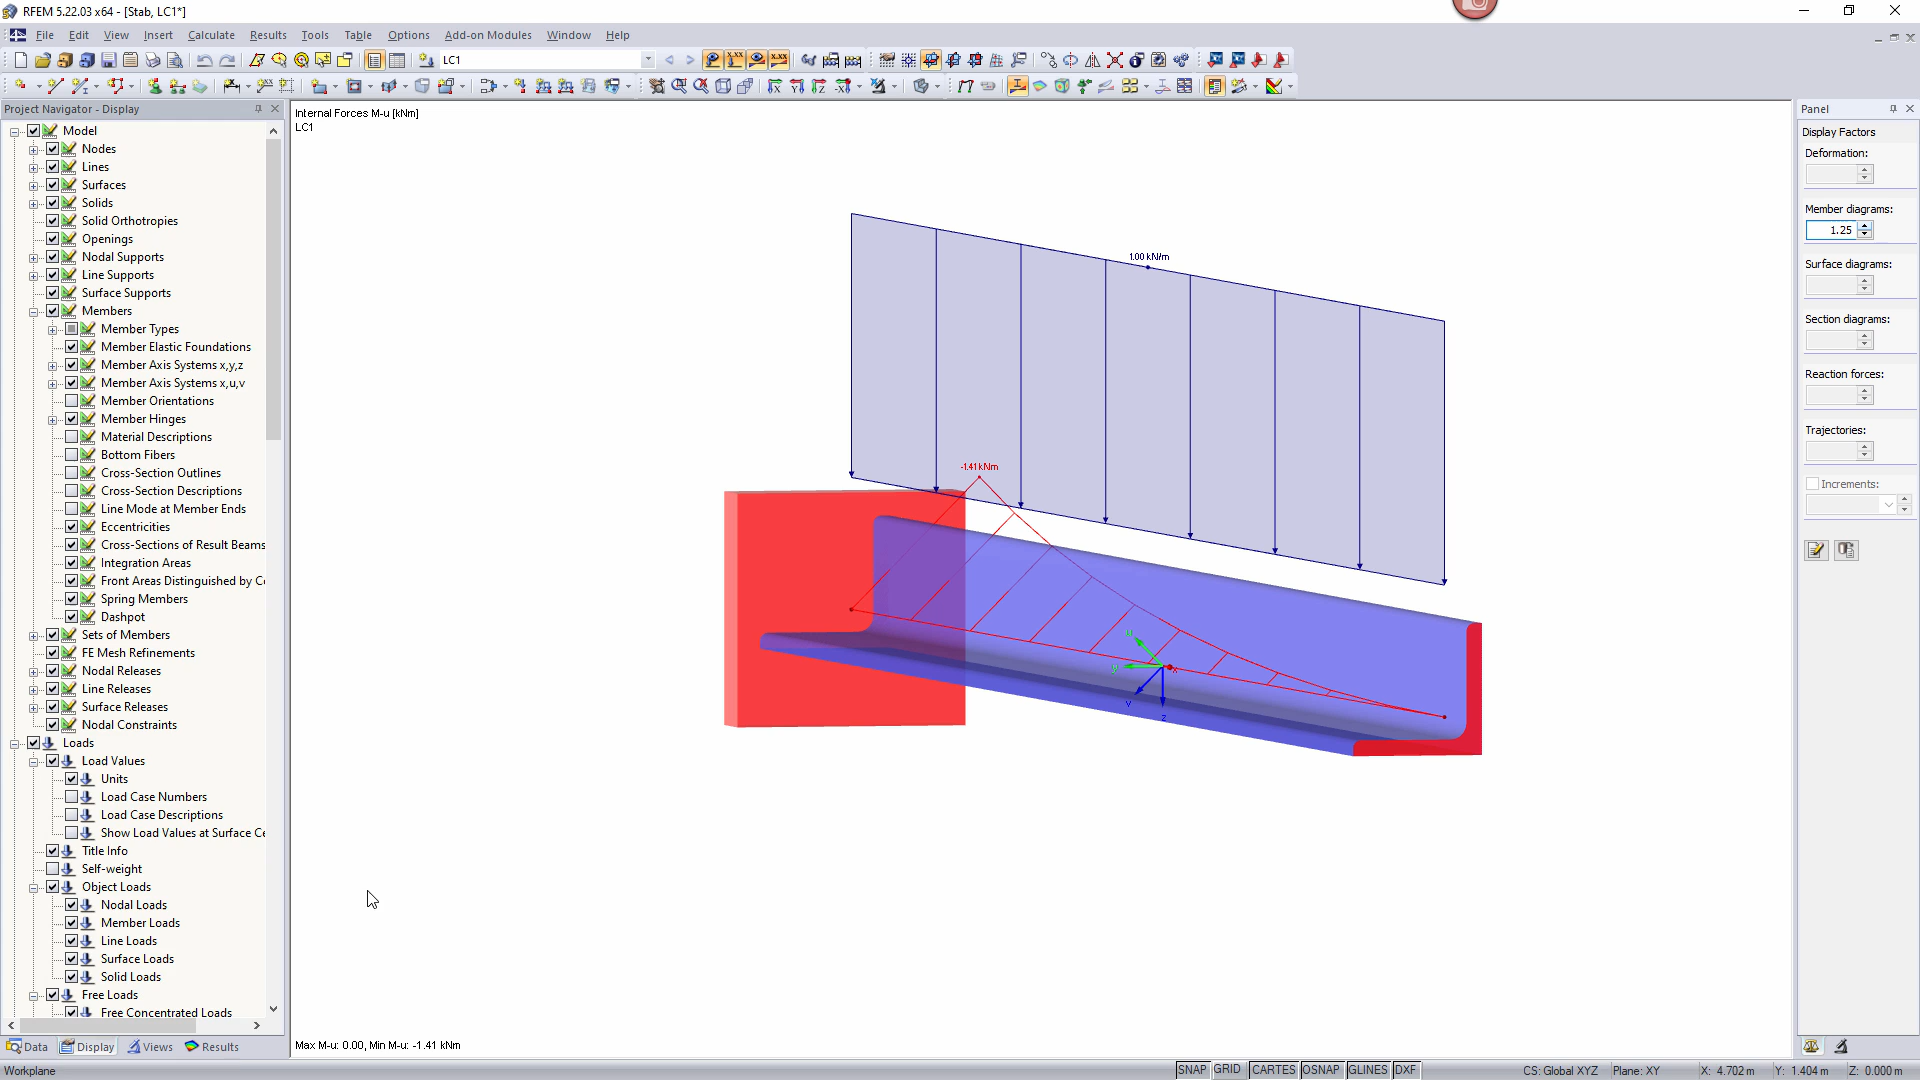 RFEM 5.22.03 x64 - [Stab, LC1*]
File Edit View Insert Calculate Results Tools Table Options Add-on Modules Window Help
LC1
Project Navigator - Display
Model
Nodes
Lines
Surfaces
Solids
Solid Orthotropies
Openings
Nodal Supports
Line Supports
Surface Supports
Members
Member Types
Member Elastic Foundations
Member Axis Systems x,y,z
Member Axis Systems x,u,v
Member Orientations
Member Hinges
Material Descriptions
Bottom Fibers
Cross-Section Outlines
Cross-Section Descriptions
Line Mode at Member Ends
Eccentricities
Cross-Sections of Result Beams
Integration Areas
Front Areas Distinguished by Co
Spring Members
Dashpot
Sets of Members
FE Mesh Refinements
Nodal Releases
Line Releases
Surface Releases
Nodal Constraints
Loads
Load Values
Units
Load Case Numbers
Load Case Descriptions
Show Load Values at Surface Ce
Title Info
Self-weight
Object Loads
Nodal Loads
Member Loads
Line Loads
Surface Loads
Solid Loads
Free Loads
Free Concentrated Loads
Data Display Views Results
Internal Forces M-u [kNm]
LC1
1.00 kN/m
-1.41 kNm
u
y
x
v
z
Max M-u: 0.00, Min M-u: -1.41 kNm
Panel
Display Factors
Deformation:
Member diagrams:
1.25
Surface diagrams:
Section diagrams:
Reaction forces:
Trajectories:
Increments:
Workplane
SNAP GRID CARTES OSNAP GLINES DXF CS: Global XYZ Plane: XY X: 4.702 m Y: 1.404 m Z: 0.000 m